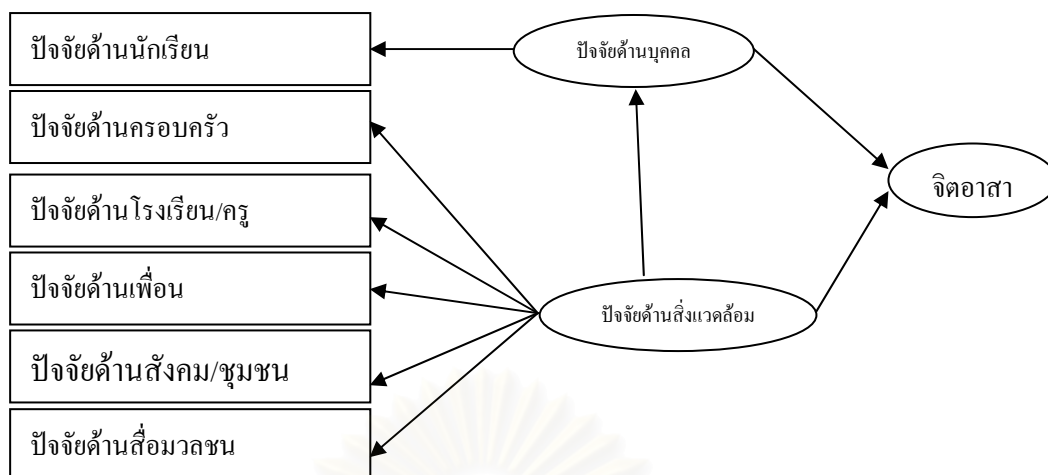 ปัจจัยด้านนักเรียน
ปัจจัยด้านบุคคล
ปัจจัยด้านครอบครัว
จิตอาสา
ปัจจัยด้านโรงเรียน/ครู
ปัจจัยด้านเพื่อน
ปัจจัยด้านสิ่งแวดล้อม
ปัจจัยด้านสังคม/ชุมชน
ปัจจัยด้านสื่อมวลชน